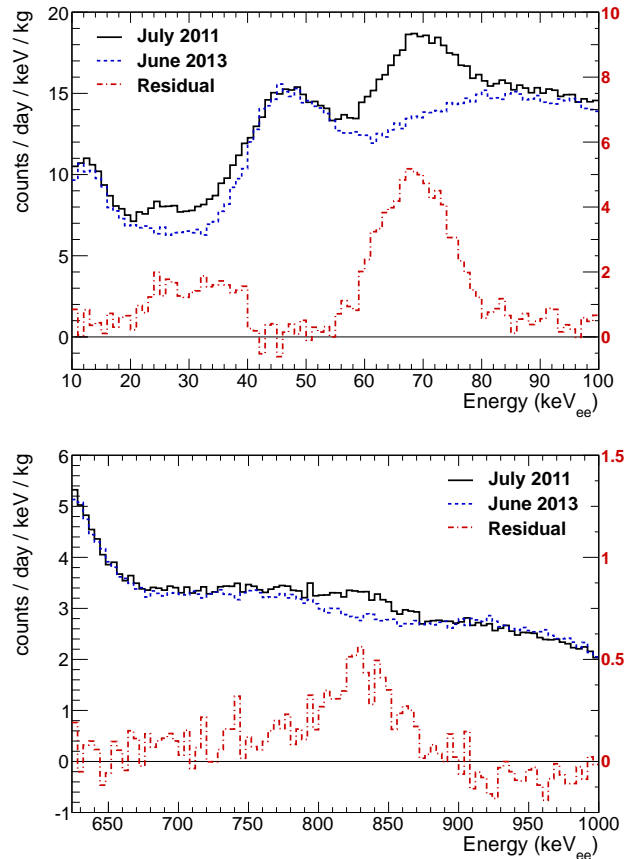 20
15
10
5
0
counts / day / keV / kg
July 2011
June 2013
Residual
10
8
6
4
2
0
10 20 30 40 50 60 70 80 90 100
Energy (keVee)
6
5
4
3
2
1
0
-1
counts / day / keV / kg
July 2011
June 2013
Residual
1.5
1
0.5
0
650 700 750 800 850 900 950 1000
Energy (keVee)